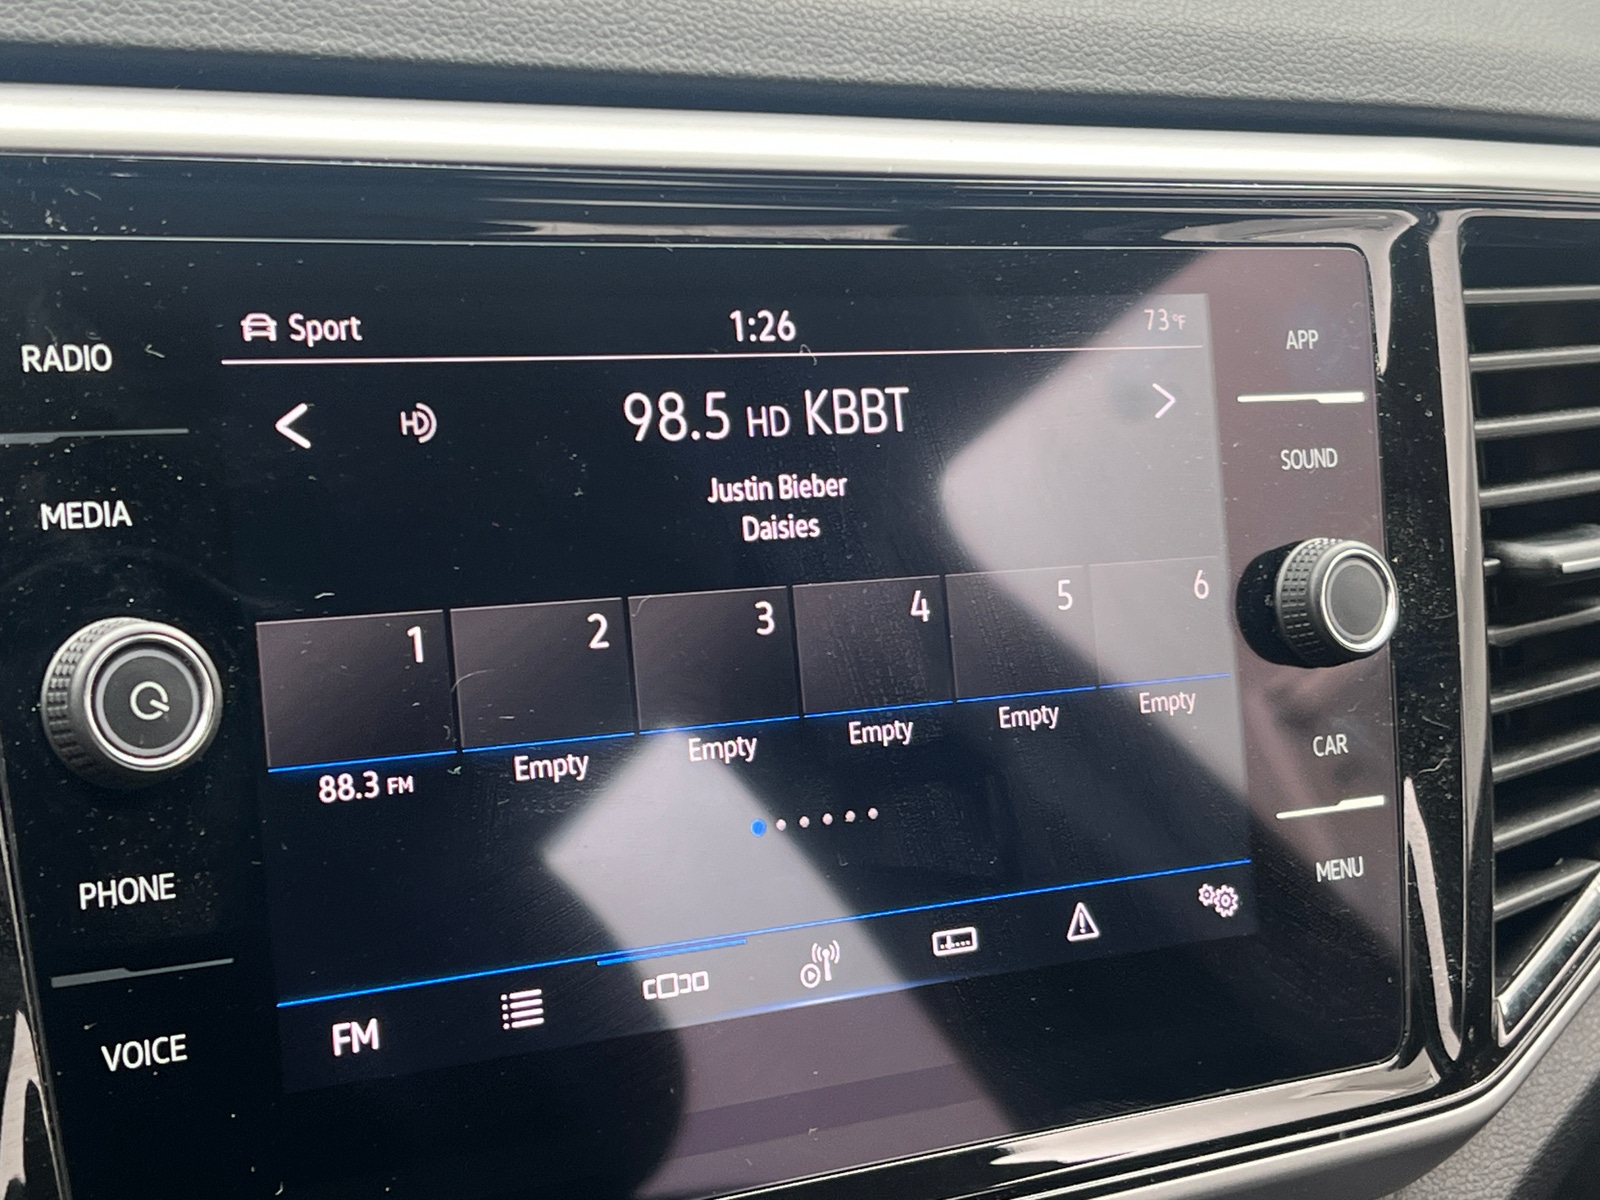 Sport 1:26 73°F
RADIO
APP
98.5 HD KBBT
HD
SOUND
MEDIA
Justin Bieber
Daisies
1 2 3 4 5 6
88.3 FM Empty Empty Empty Empty Empty
CAR
PHONE
MENU
FM
VOICE